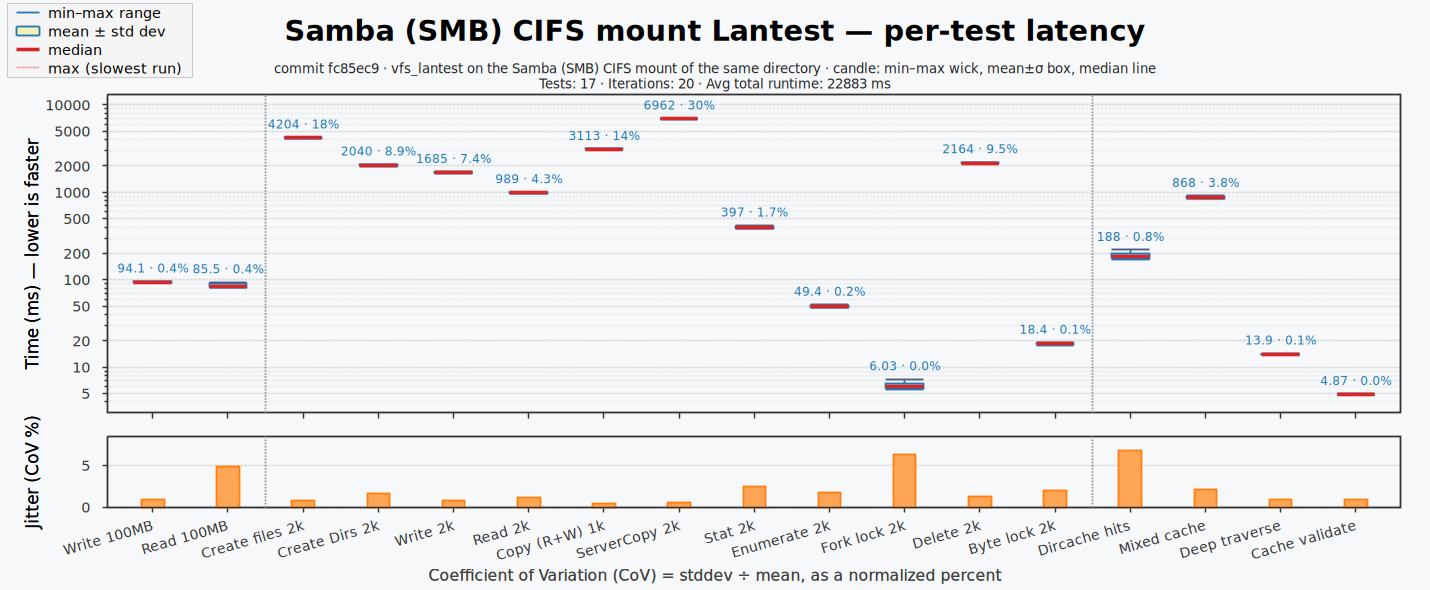 min–max range
mean ± std dev
median
max (slowest run)
Samba (SMB) CIFS mount Lantest — per-test latency
commit fc85ec9 · vfs_lantest on the Samba (SMB) CIFS mount of the same directory · candle: min–max wick, mean±σ box, median line
Tests: 17 · Iterations: 20 · Avg total runtime: 22883 ms
Time (ms) — lower is faster
10000
5000
2000
1000
500
200
100
50
20
10
5
94.1 · 0.4%
85.5 · 0.4%
4204 · 18%
2040 · 8.9%
1685 · 7.4%
989 · 4.3%
3113 · 14%
6962 · 30%
397 · 1.7%
49.4 · 0.2%
6.03 · 0.0%
2164 · 9.5%
18.4 · 0.1%
188 · 0.8%
868 · 3.8%
13.9 · 0.1%
4.87 · 0.0%
Jitter (CoV %)
5
0
Write 100MB
Read 100MB
Create files 2k
Create Dirs 2k
Write 2k
Read 2k
Copy (R+W) 1k
ServerCopy 2k
Stat 2k
Enumerate 2k
Fork lock 2k
Delete 2k
Byte lock 2k
Dircache hits
Mixed cache
Deep traverse
Cache validate
Coefficient of Variation (CoV) = stddev ÷ mean, as a normalized percent